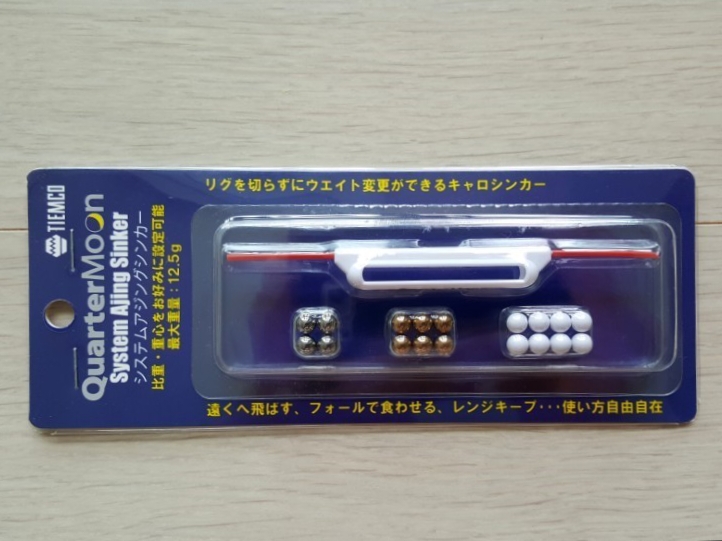 TIEMCO
QuarterMoon
System Ajing Sinker
システムアジングシンカー
比重・重心をお好みに設定可能
最大重量：12.5g
リグを切らずにウエイト変更ができるキャロシンカー
遠くへ飛ばす、フォールで食わせる、レンジキープ･･･使い方自由自在